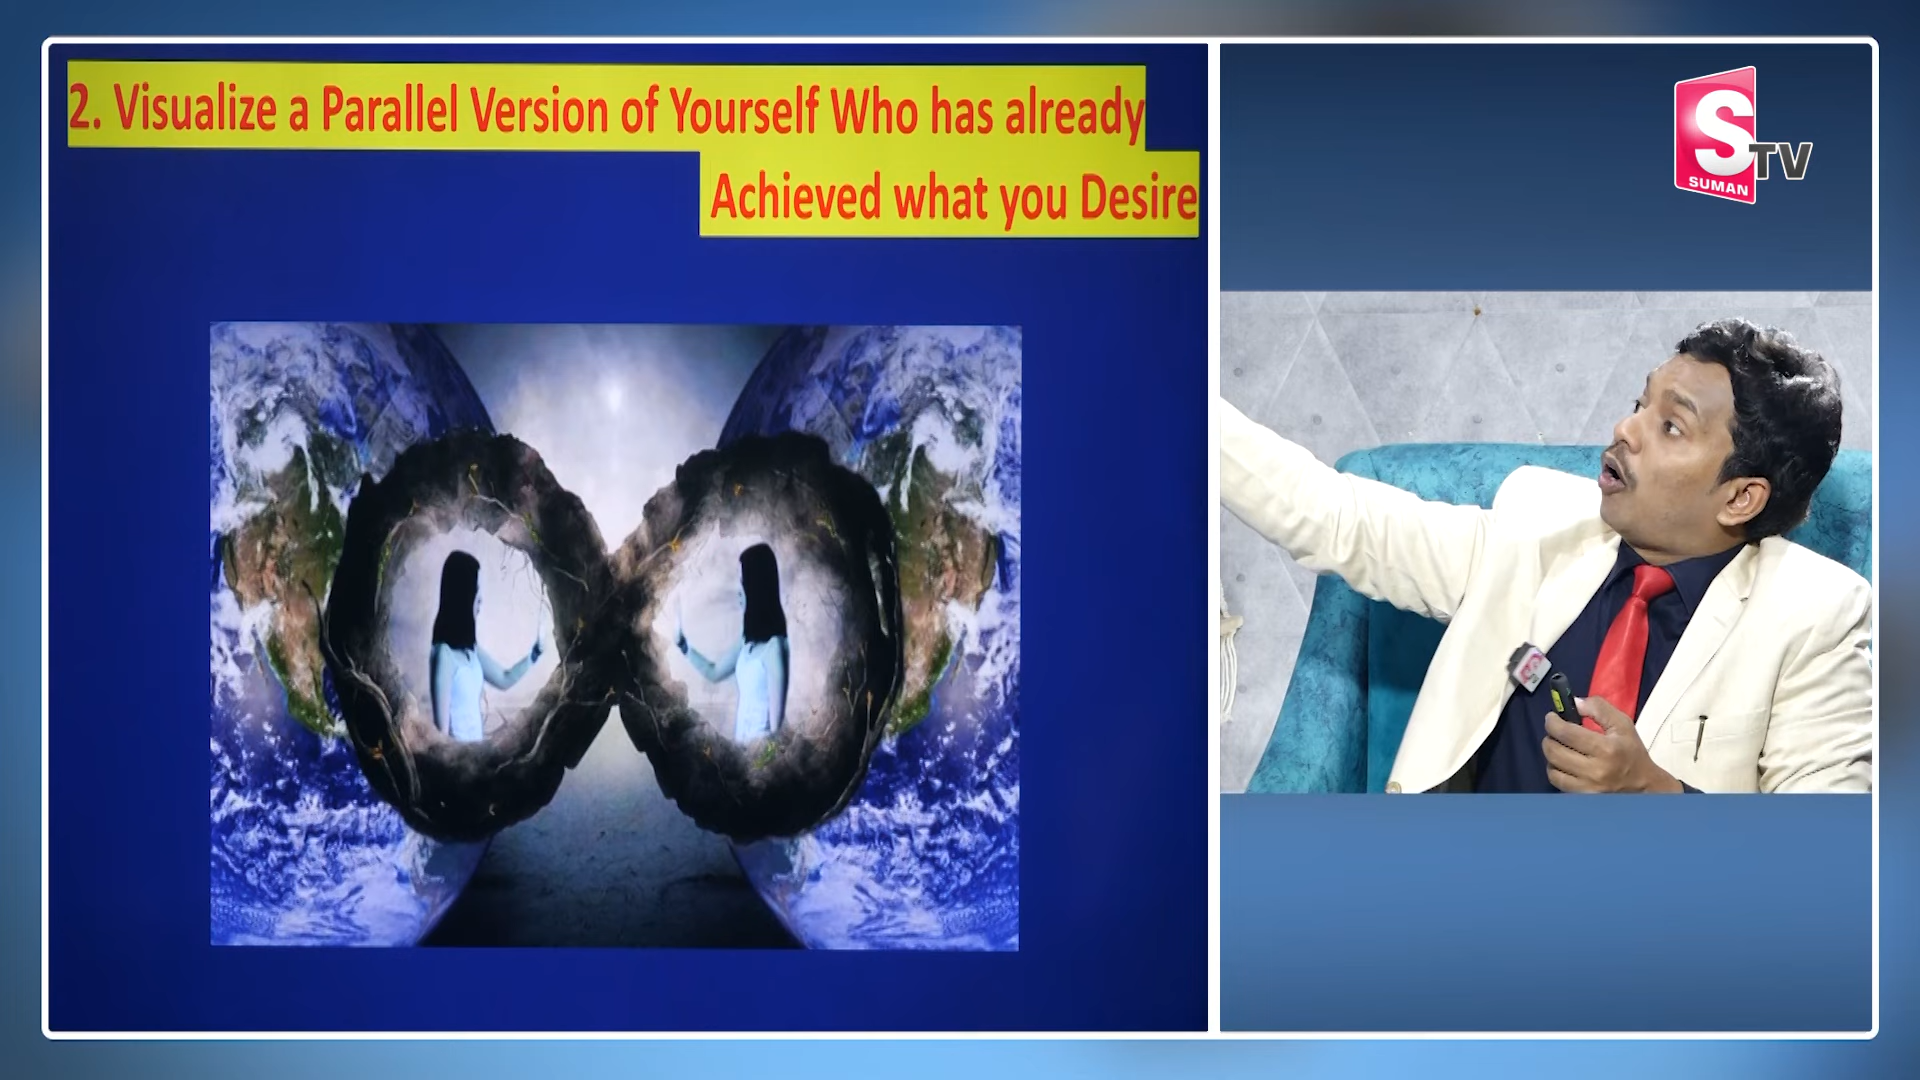 2. Visualize a Parallel Version of Yourself Who has already
Achieved what you Desire
S TV
SUMAN